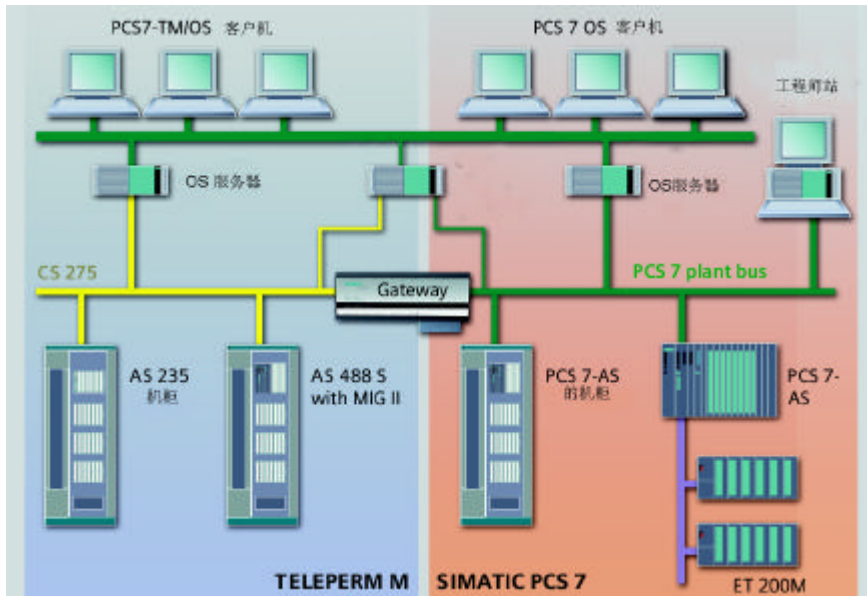 PCS7-TM/OS 客户机
PCS 7 OS 客户机
工程师站
OS 服务器
OS服务器
CS 275
Gateway
PCS 7 plant bus
AS 235
机柜
AS 488 S
with MIG II
PCS 7-AS
的机柜
PCS 7-
AS
TELEPERM M
SIMATIC PCS 7
ET 200M